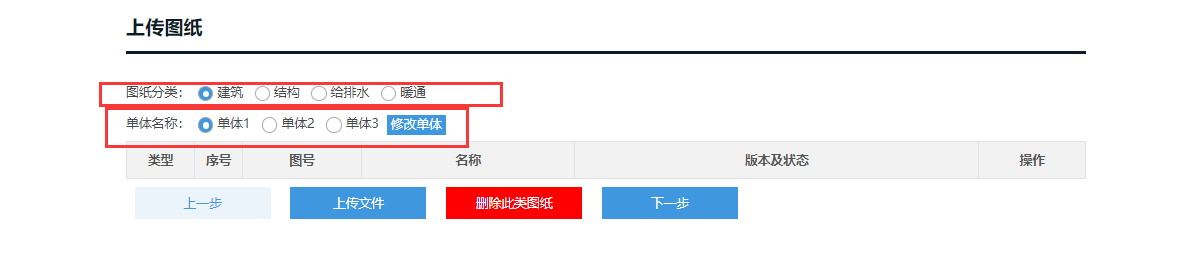 上传图纸
图纸分类： 建筑 结构 给排水 暖通
单体名称： 单体1 单体2 单体3 修改单体
类型 序号 图号 名称 版本及状态 操作
上一步 上传文件 删除此类图纸 下一步